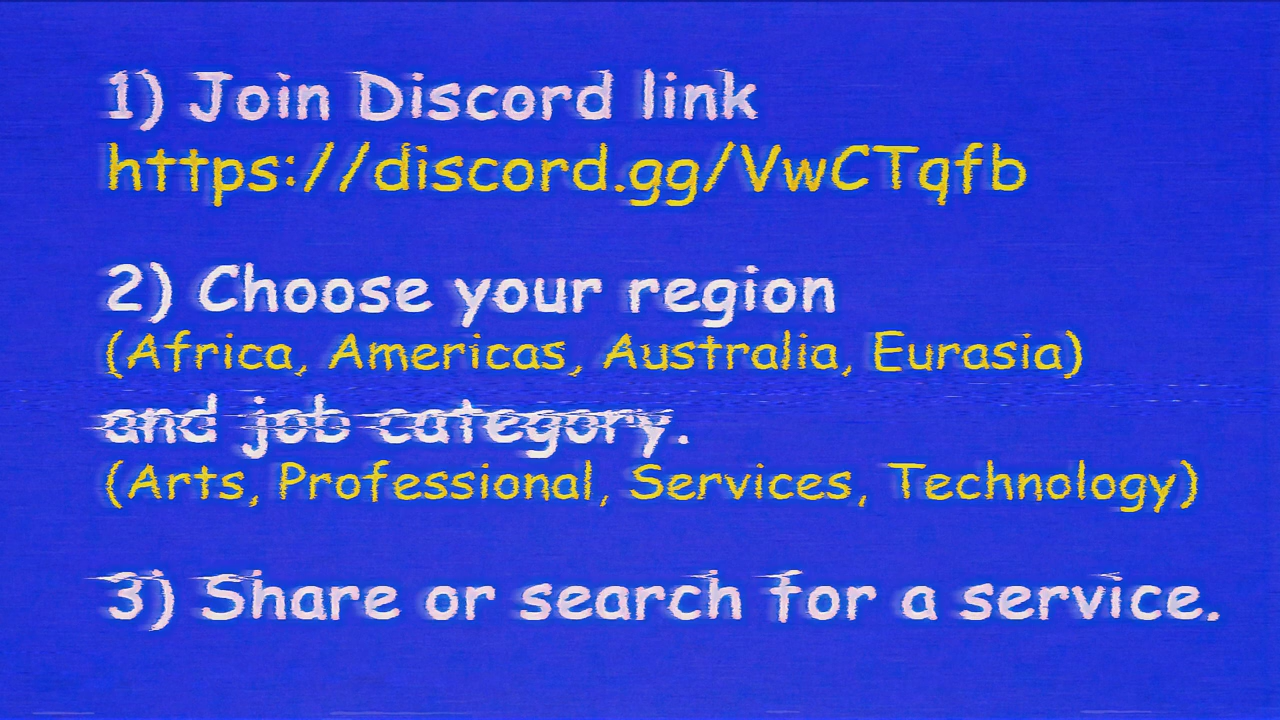 1) Join Discord link
https://discord.gg/VwCTqfb
2) Choose your region
(Africa, Americas, Australia, Eurasia)
and job category.
(Arts, Professional, Services, Technology)
3) Share or search for a service.